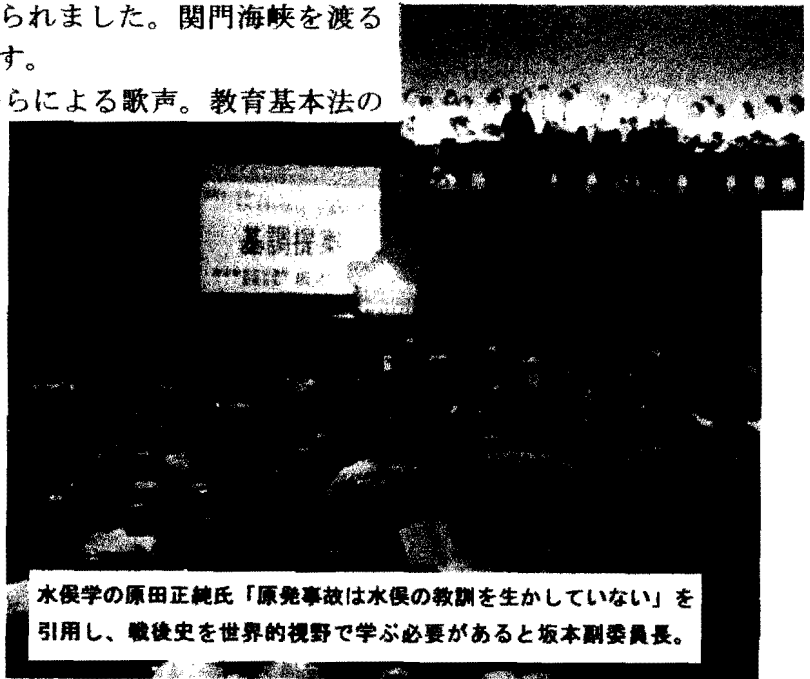 られました。関門海峡を渡る
す。
らによる歌声。教育基本法の
基調提案
水俣学の原田正純氏「原発事故は水俣の教訓を生かしていない」を
引用し、戦後史を世界的視野で学ぶ必要があると坂本副委員長。